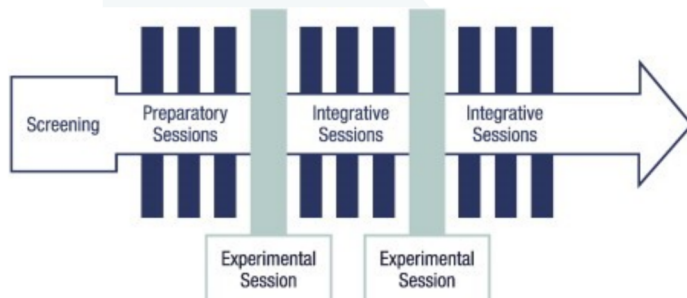 Screening
Preparatory
Sessions
Integrative
Sessions
Integrative
Sessions
Experimental
Session
Experimental
Session